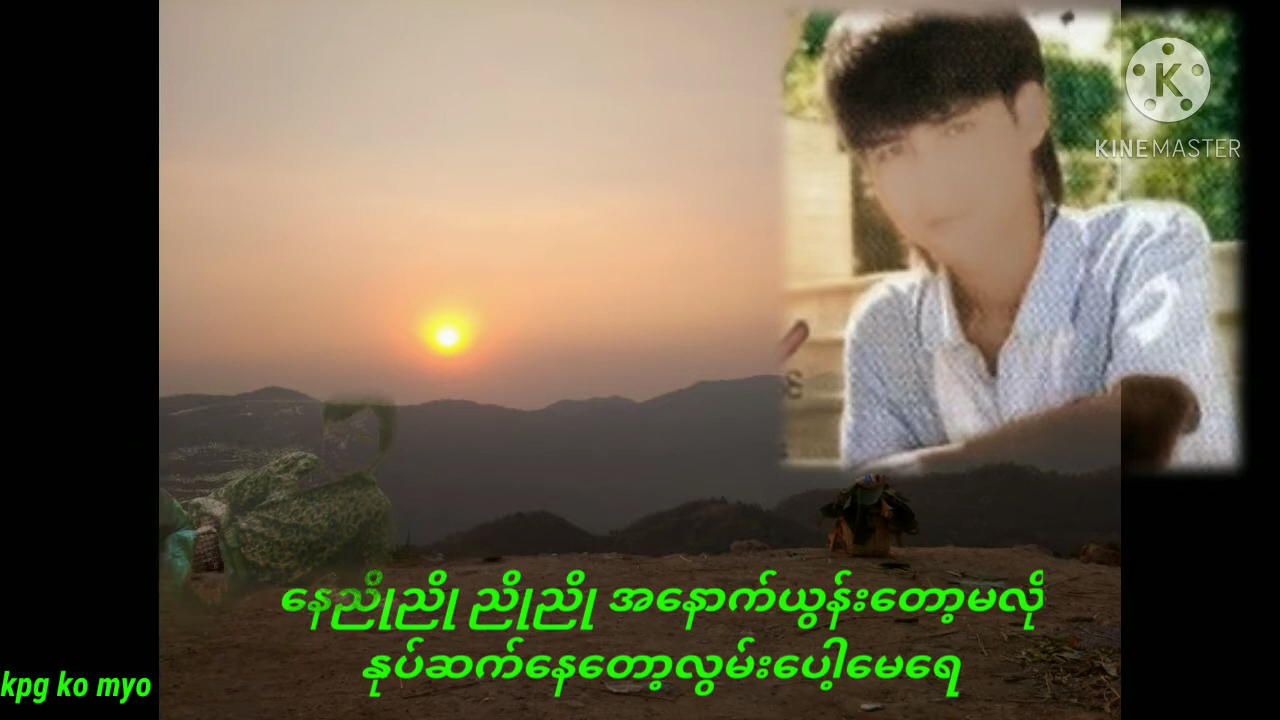 KINEMASTER
နေညိုညို ညိုညို အနောက်ယွန်းတော့မလို
နှုပ်ဆက်နေတော့လွမ်းပေါ့မေရေ
kpg ko myo